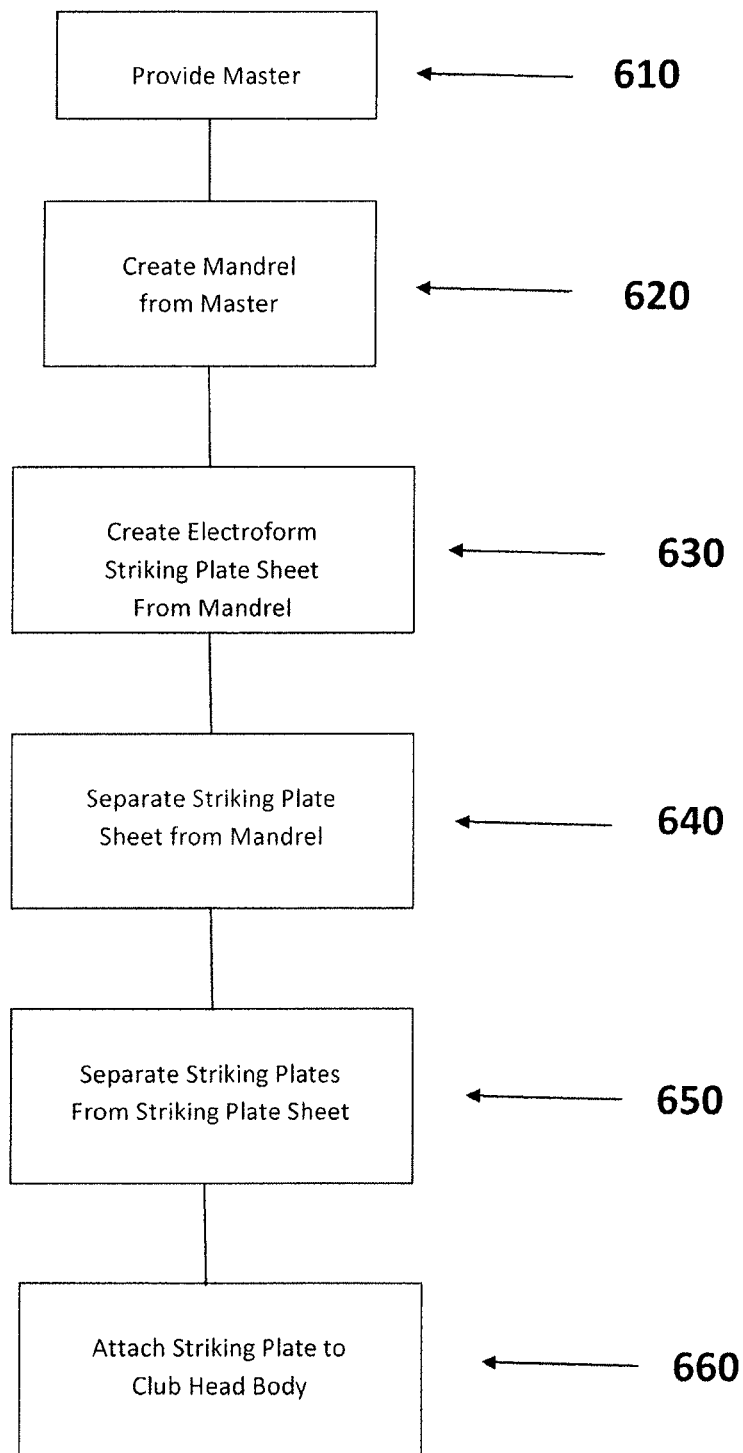 Provide Master
610
Create Mandrel
from Master
620
Create Electroform
Striking Plate Sheet
From Mandrel
630
Separate Striking Plate
Sheet from Mandrel
640
Separate Striking Plates
From Striking Plate Sheet
650
Attach Striking Plate to
Club Head Body
660